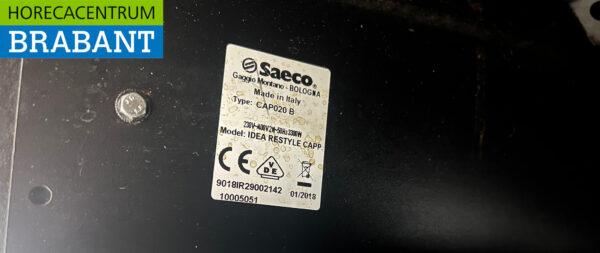 HORECACENTRUM
BRABANT
Saeco®
Gaggio Montano - BOLOGNA
Made in Italy
Type: CAP020 B
Model: IDEA RESTYLE CAPP
CE
VDE
9018IR29002142
01/2018
10005051